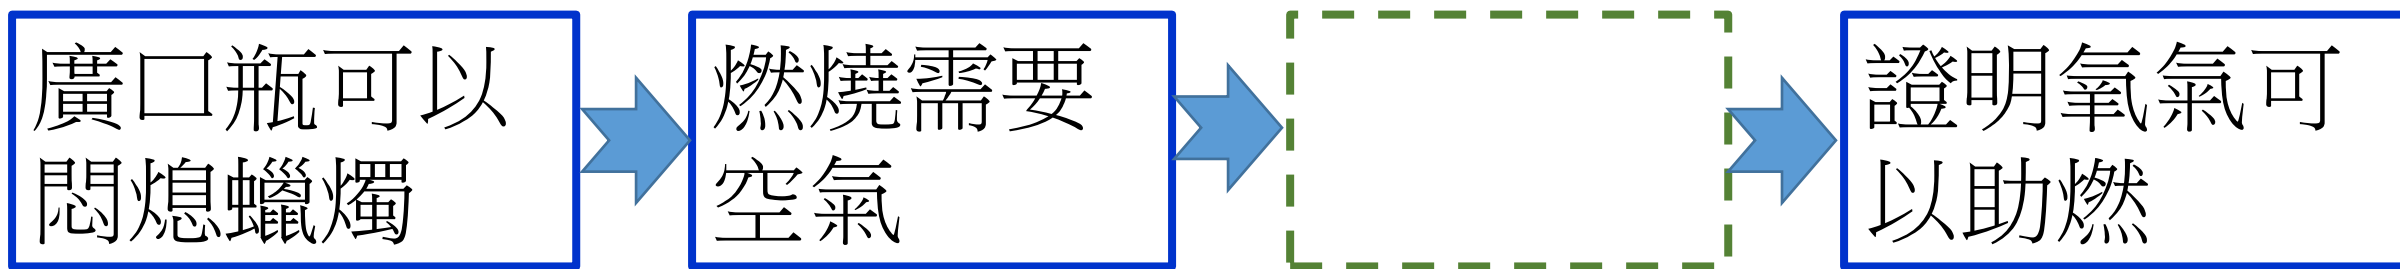 廣口瓶可以
悶熄蠟燭
燃燒需要
空氣
證明氧氣可
以助燃